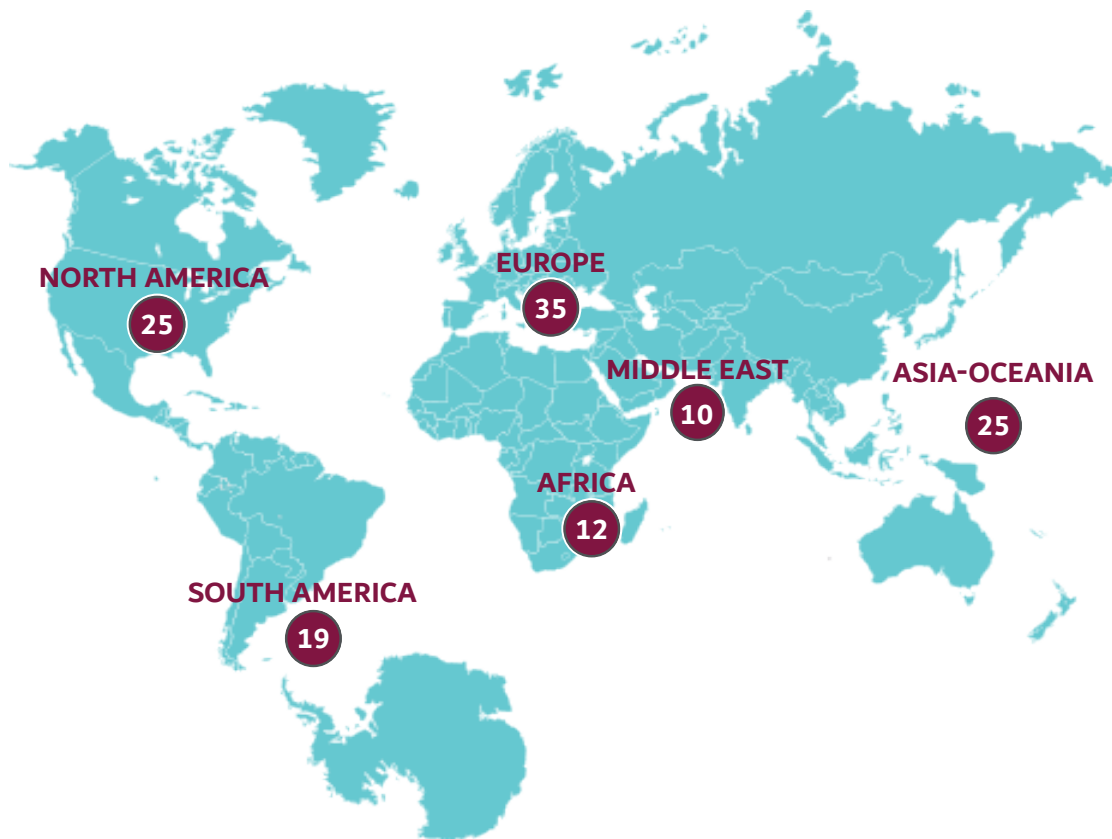 NORTH AMERICA
25
EUROPE
35
MIDDLE EAST
10
ASIA-OCEANIA
25
AFRICA
12
SOUTH AMERICA
19